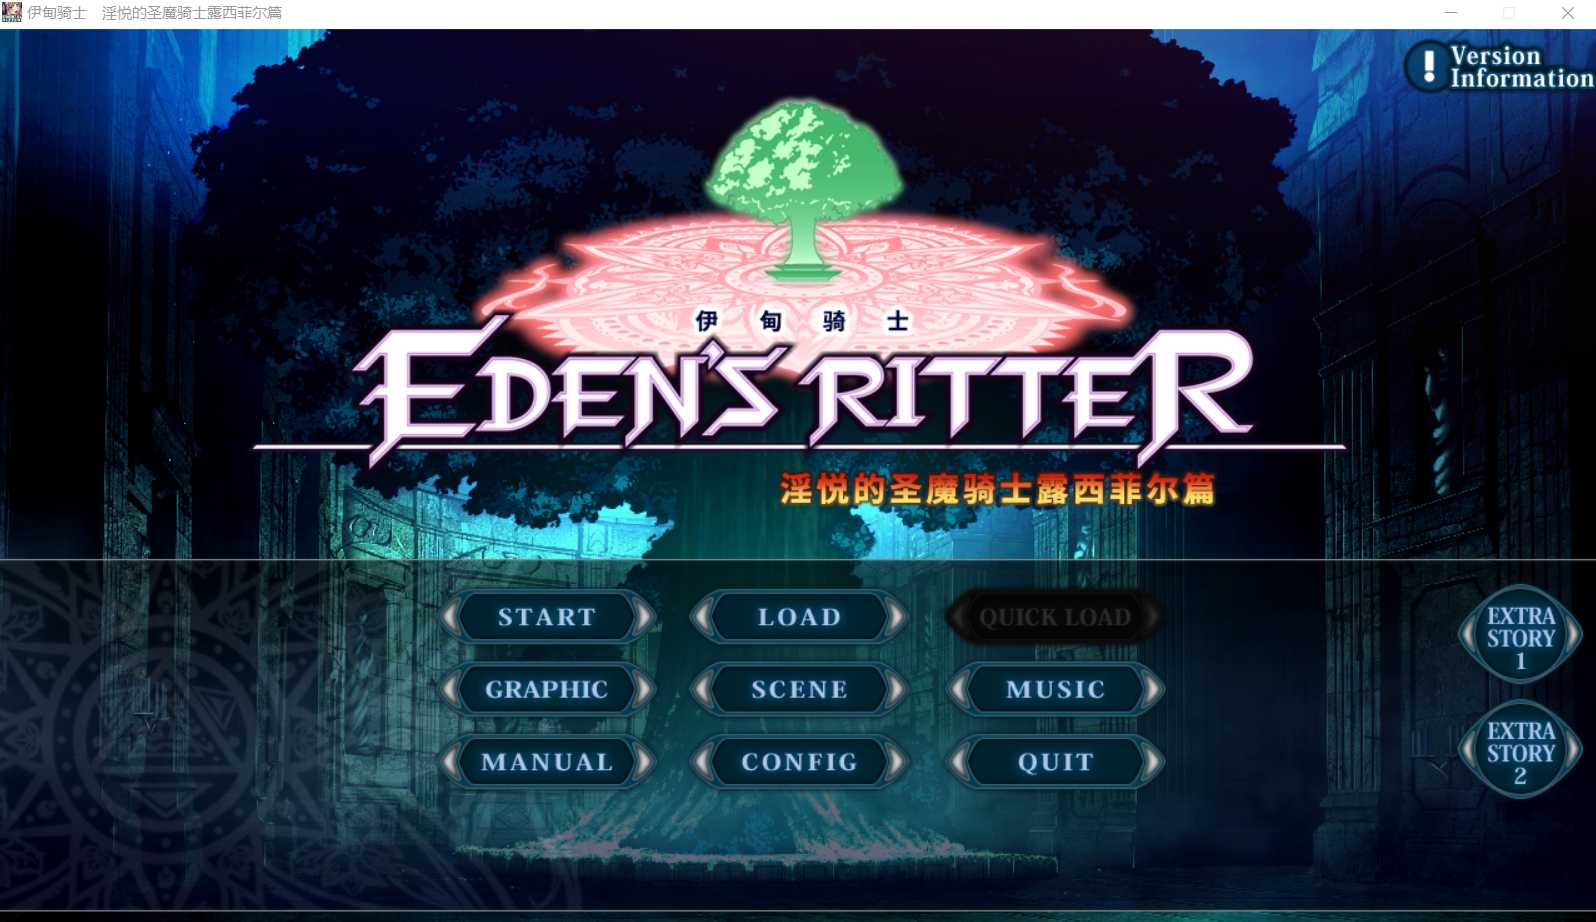 伊甸骑士 淫悦的圣魔骑士露西菲尔篇
Version
Information
伊甸骑士
EDEN'S RITTER
淫悦的圣魔骑士露西菲尔篇
START
LOAD
QUICK LOAD
GRAPHIC
SCENE
MUSIC
MANUAL
CONFIG
QUIT
EXTRA
STORY
1
EXTRA
STORY
2